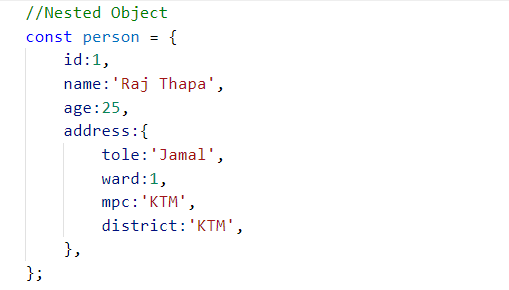 //Nested Object
const person = {
    id:1,
    name:'Raj Thapa',
    age:25,
    address:{
        tole:'Jamal',
        ward:1,
        mpc:'KTM',
        district:'KTM',
    },
};